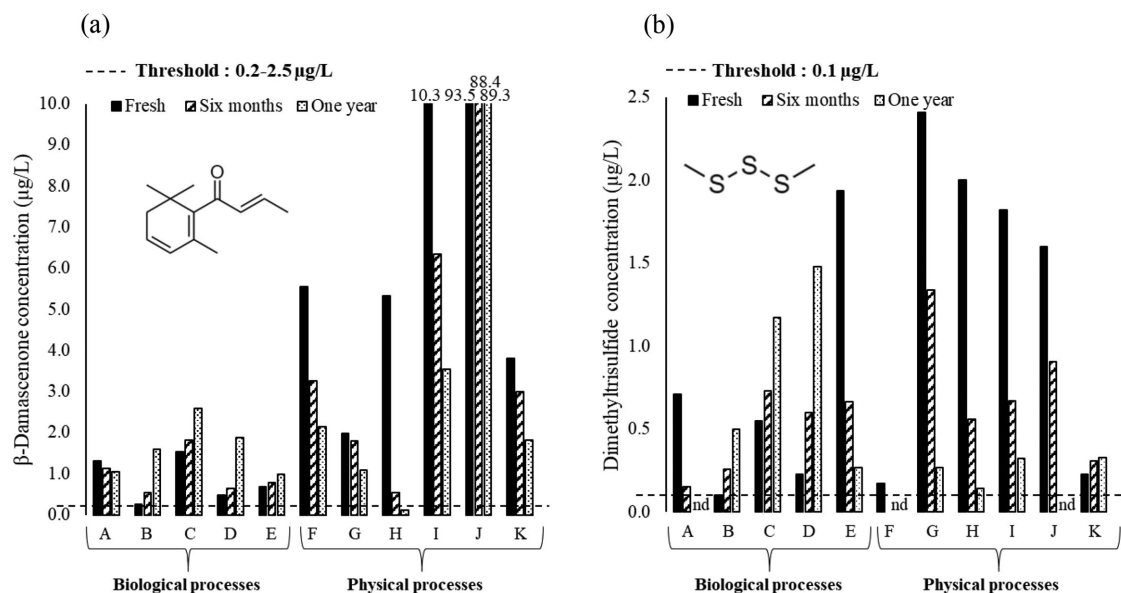 (a)
Threshold : 0.2-2.5 µg/L
Fresh Six months One year
88.4
10.3 93.5 89.3
10.0
9.0
8.0
7.0
6.0
5.0
4.0
3.0
2.0
1.0
0.0
β-Damascenone concentration (µg/L)
O
A B C D E F G H I J K
Biological processes Physical processes
(b)
Threshold : 0.1 µg/L
Fresh Six months One year
2.5
2.0
1.5
1.0
0.5
0.0
Dimethyltrisulfide concentration (µg/L)
S S S
nd nd nd
A B C D E F G H I J K
Biological processes Physical processes